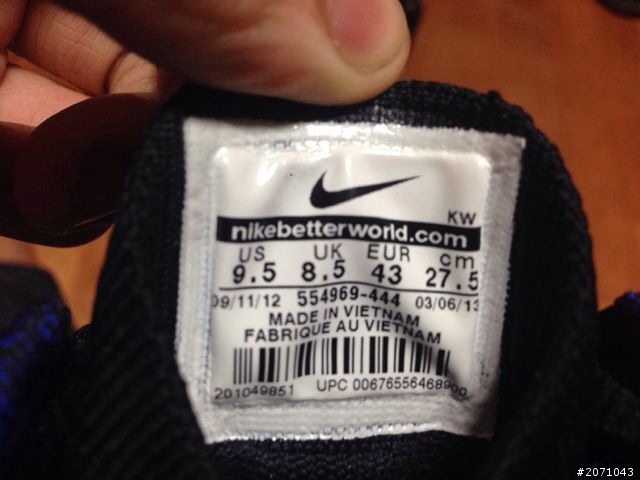 KW
nikebetterworld.com
US UK EUR cm
9.5 8.5 43 27.5
09/11/12 554969-444 03/06/13
MADE IN VIETNAM
FABRIQUE AU VIETNAM
201049851 UPC 00676556468900
#2071043